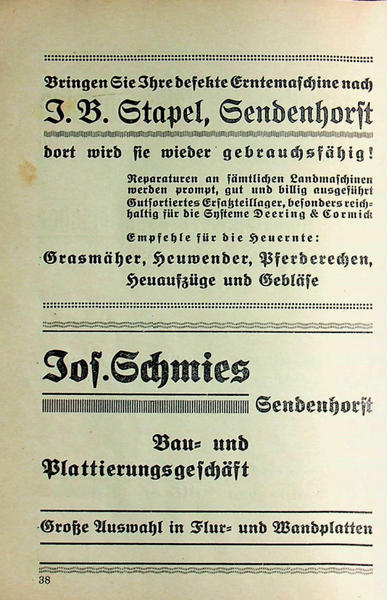 Bringen Sie Ihre defekte Erntemaschine nach
J. B. Stapel, Sendenhorst
dort wird sie wieder gebrauchsfähig!
Reparaturen an sämtlichen Landmaschinen
werden prompt, gut und billig ausgeführt
Gutsortiertes Ersatzteillager, besonders reich-
haltig für die Systeme Deering & Cormick
Empfehle für die Heuernte:
Grasmäher, Heuwender, Pferderechen,
Heuaufzüge und Gebläse
Jos. Schmies
Sendenhorst
Bau- und
Plattierungsgeschäft
Große Auswahl in Flur- und Wandplatten
38